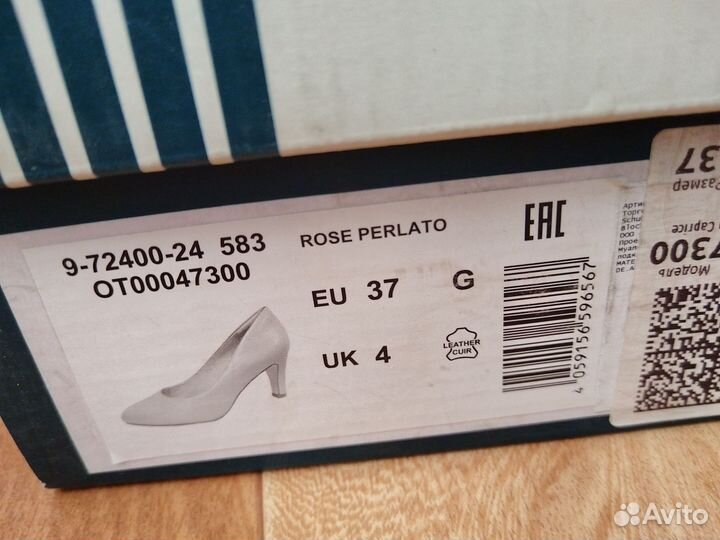 9-72400-24 583
OT00047300
ROSE PERLATO
EAC
EU 37 G
UK 4
LEATHER
CUIR
4 059156 596567
Размер
37
Caprice
Модель
7300
Avito